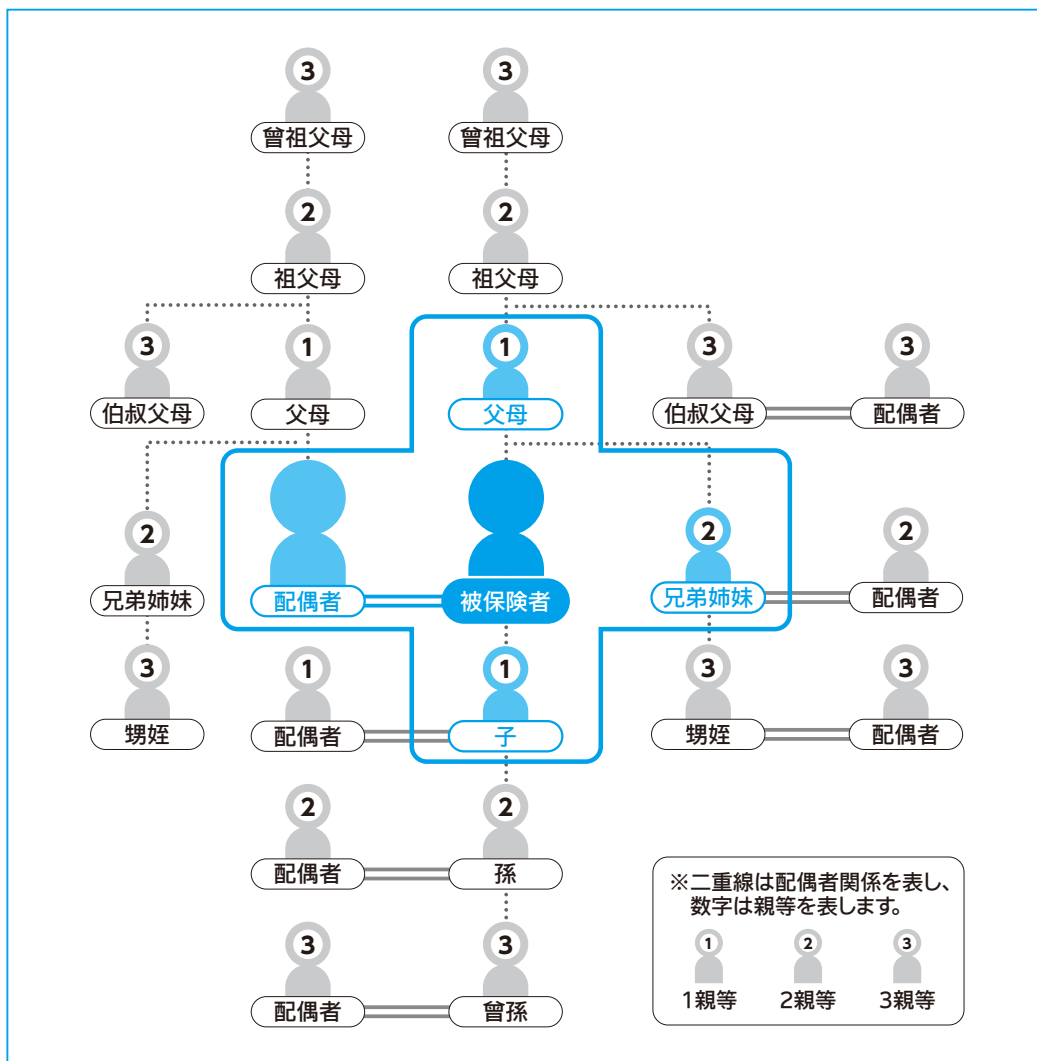 3 3
曾祖父母 曾祖父母
2 2
祖父母 祖父母
3 1 1 3 3
伯叔父母 父母 父母 伯叔父母 配偶者
2 2 2
兄弟姉妹 配偶者 被保険者 兄弟姉妹 配偶者
3 1 1 3 3
甥姪 配偶者 子 甥姪 配偶者
2 2
配偶者 孫
3 3
配偶者 曾孫
※二重線は配偶者関係を表し、
数字は親等を表します。
1 2 3
1親等 2親等 3親等